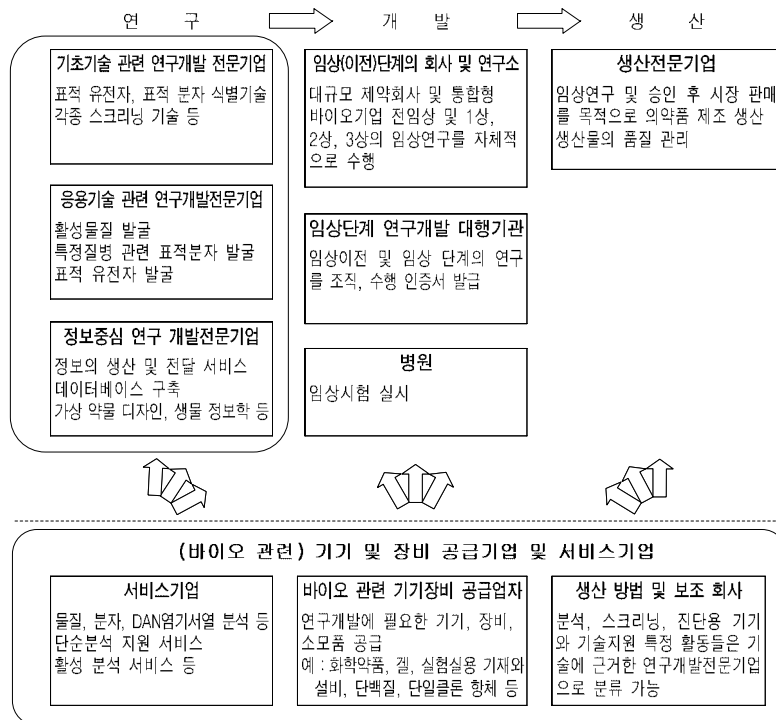 연 구
개 발
생 산
기초기술 관련 연구개발 전문기업
표적 유전자, 표적 분자 식별기술
각종 스크리닝 기술 등
응용기술 관련 연구개발전문기업
활성물질 발굴
특정질병 관련 표적분자 발굴
표적 유전자 발굴
정보중심 연구 개발전문기업
정보의 생산 및 전달 서비스
데이터베이스 구축
가상 약물 디자인, 생물 정보학 등
임상(이전)단계의 회사 및 연구소
대규모 제약회사 및 통합형
바이오기업 전임상 및 1상,
2상, 3상의 임상연구를 자체적
으로 수행
임상단계 연구개발 대행기관
임상이전 및 임상 단계의 연구
를 조직, 수행 인증서 발급
병원
임상시험 실시
생산전문기업
임상연구 및 승인 후 시장 판매
를 목적으로 의약품 제조 생산
생산물의 품질 관리
(바이오 관련) 기기 및 장비 공급기업 및 서비스기업
서비스기업
물질, 분자, DAN염기서열 분석 등
단순분석 지원 서비스
활성 분석 서비스 등
바이오 관련 기기장비 공급업자
연구개발에 필요한 기기, 장비,
소모품 공급
예 : 화학약품, 겔, 실험실용 기재와
설비, 단백질, 단일클론 항체 등
생산 방법 및 보조 회사
분석, 스크리닝, 진단용 기기
와 기술지원 특정 활동들은 기
술에 근거한 연구개발전문기업
으로 분류 가능